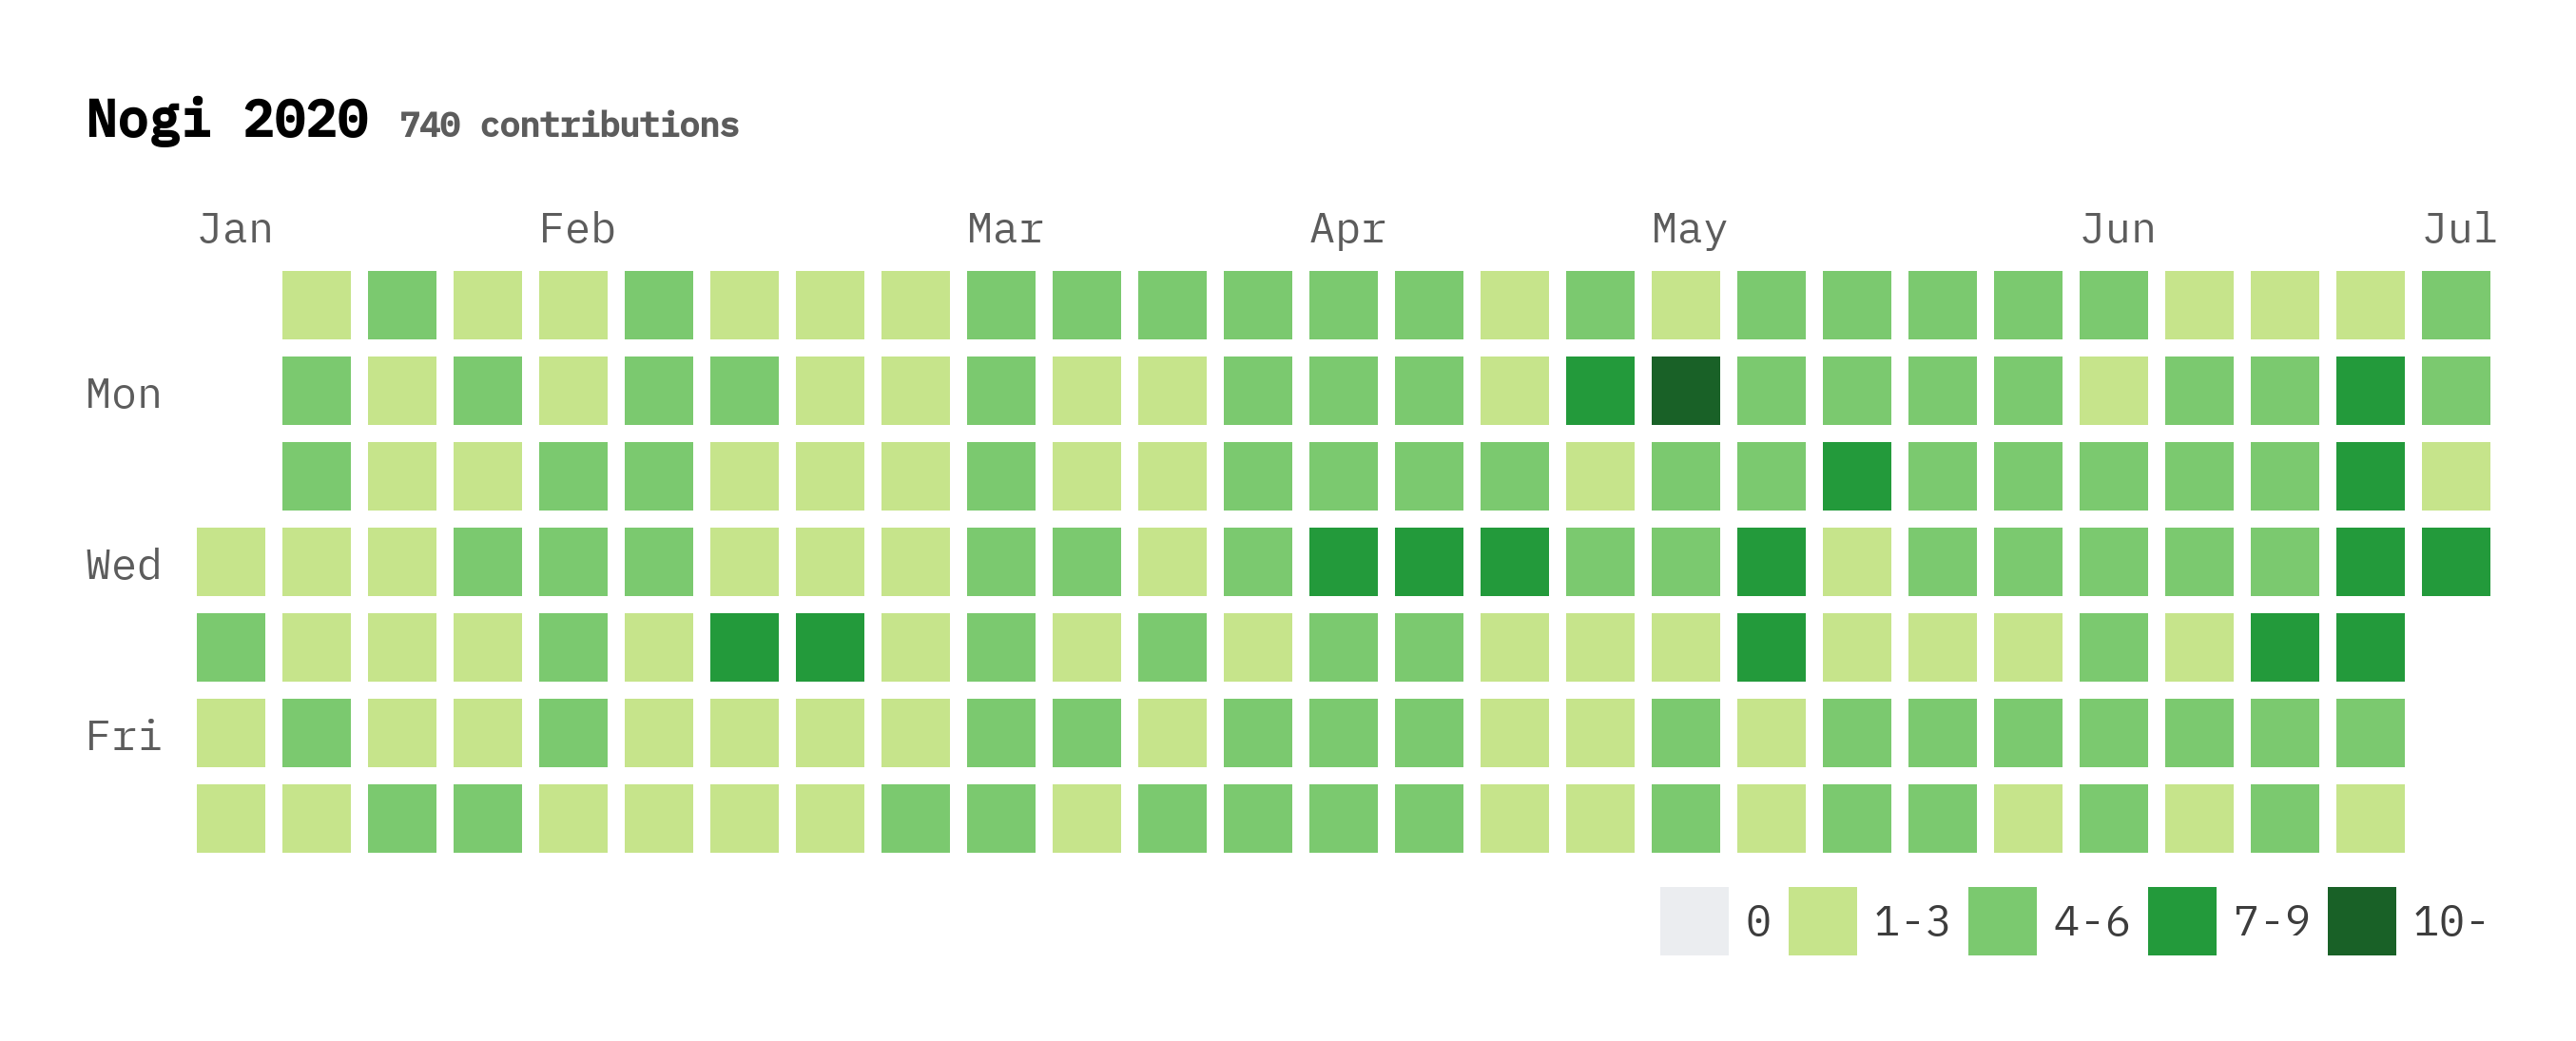 Nogi 2020 740 contributions
Jan Feb Mar Apr May Jun Jul
Mon
Wed
Fri
0 1-3 4-6 7-9 10-